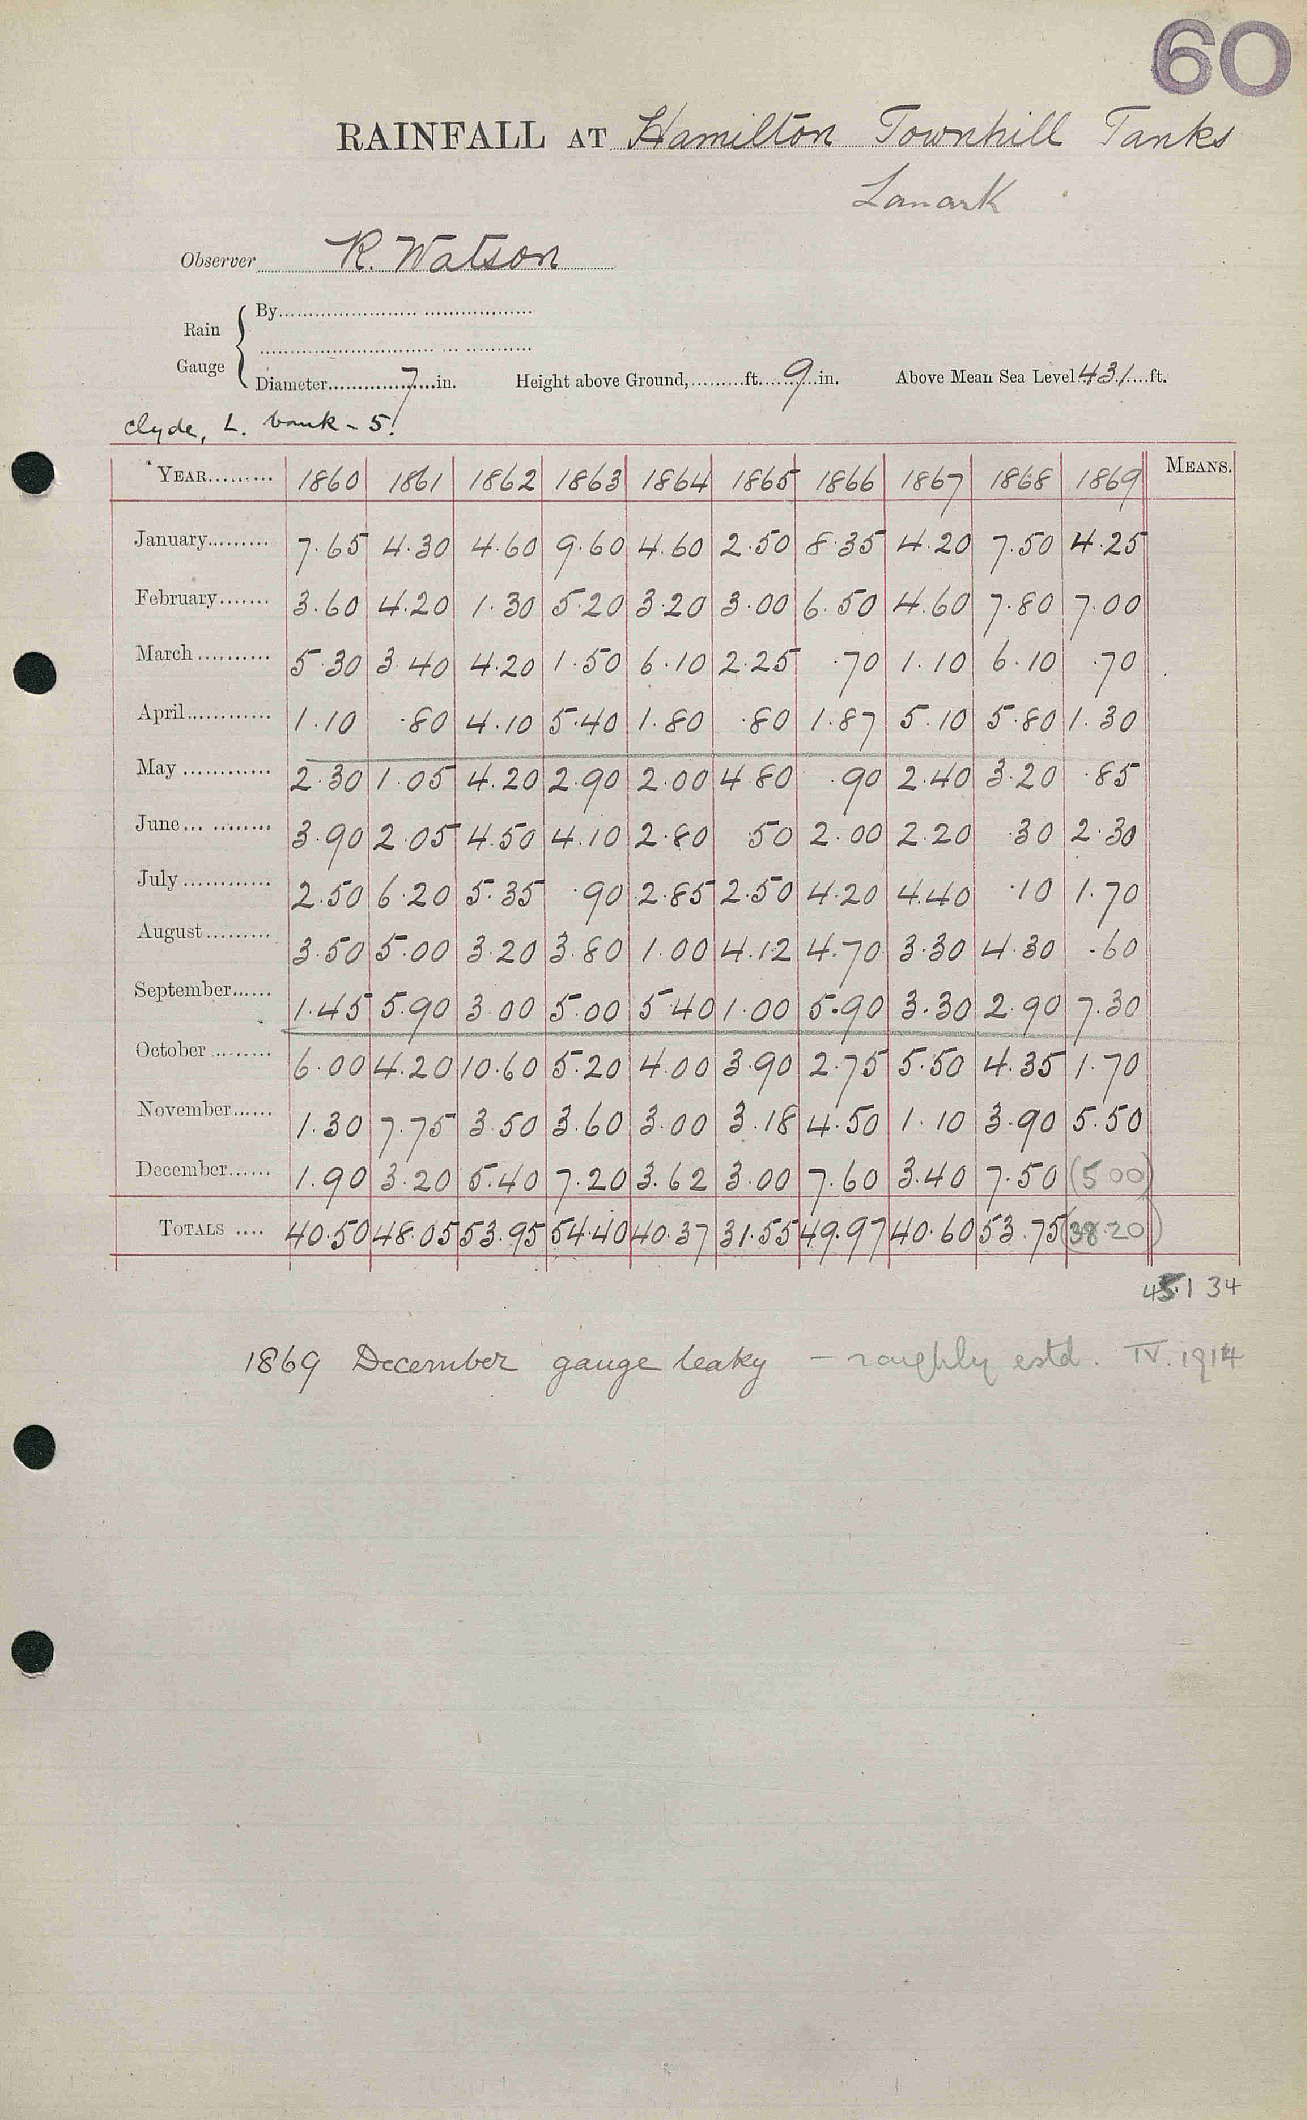 60
RAINFALL AT Hamilton Townhill Tanks
Lanark
Observer R. Watson
Rain Gauge { By
Diameter 7 in. Height above Ground, ft. 9 in. Above Mean Sea Level 431 ft.
Clyde, L. bank - 5.
YEAR 1860 1861 1862 1863 1864 1865 1866 1867 1868 1869 MEANS.
January 7.65 4.30 4.60 9.60 4.60 2.50 8.35 4.20 7.50 4.25
February 3.60 4.20 1.30 5.20 3.20 3.00 6.50 4.60 7.80 7.00
March 5.30 3.40 4.20 1.50 6.10 2.25 .70 1.10 6.10 .70
April 1.10 .80 4.10 5.40 1.80 .80 1.87 5.10 5.80 1.30
May 2.30 1.05 4.20 2.90 2.00 4.80 .90 2.40 3.20 .85
June 3.90 2.05 4.50 4.10 2.80 50 2.00 2.20 .30 2.30
July 2.50 6.20 5.35 .90 2.85 2.50 4.20 4.40 .10 1.70
August 3.50 5.00 3.20 3.80 1.00 4.12 4.70 3.30 4.30 .60
September 1.45 5.90 3.00 5.00 5.40 1.00 5.90 3.30 2.90 7.30
October 6.00 4.20 10.60 5.20 4.00 3.90 2.75 5.50 4.35 1.70
November 1.30 7.75 3.50 3.60 3.00 3.18 4.50 1.10 3.90 5.50
December 1.90 3.20 5.40 7.20 3.62 3.00 7.60 3.40 7.50 (5.00)
TOTALS 40.50 48.05 53.95 54.40 40.37 31.55 49.97 40.60 53.75 (38.20)
45.134
1869 December gauge leaky - roughly estd. IV. 1914